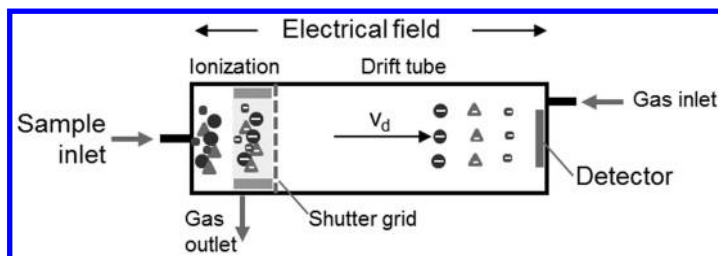 Electrical field
Ionization
Drift tube
Gas inlet
Sample
inlet
v_d
Detector
Shutter grid
Gas
outlet